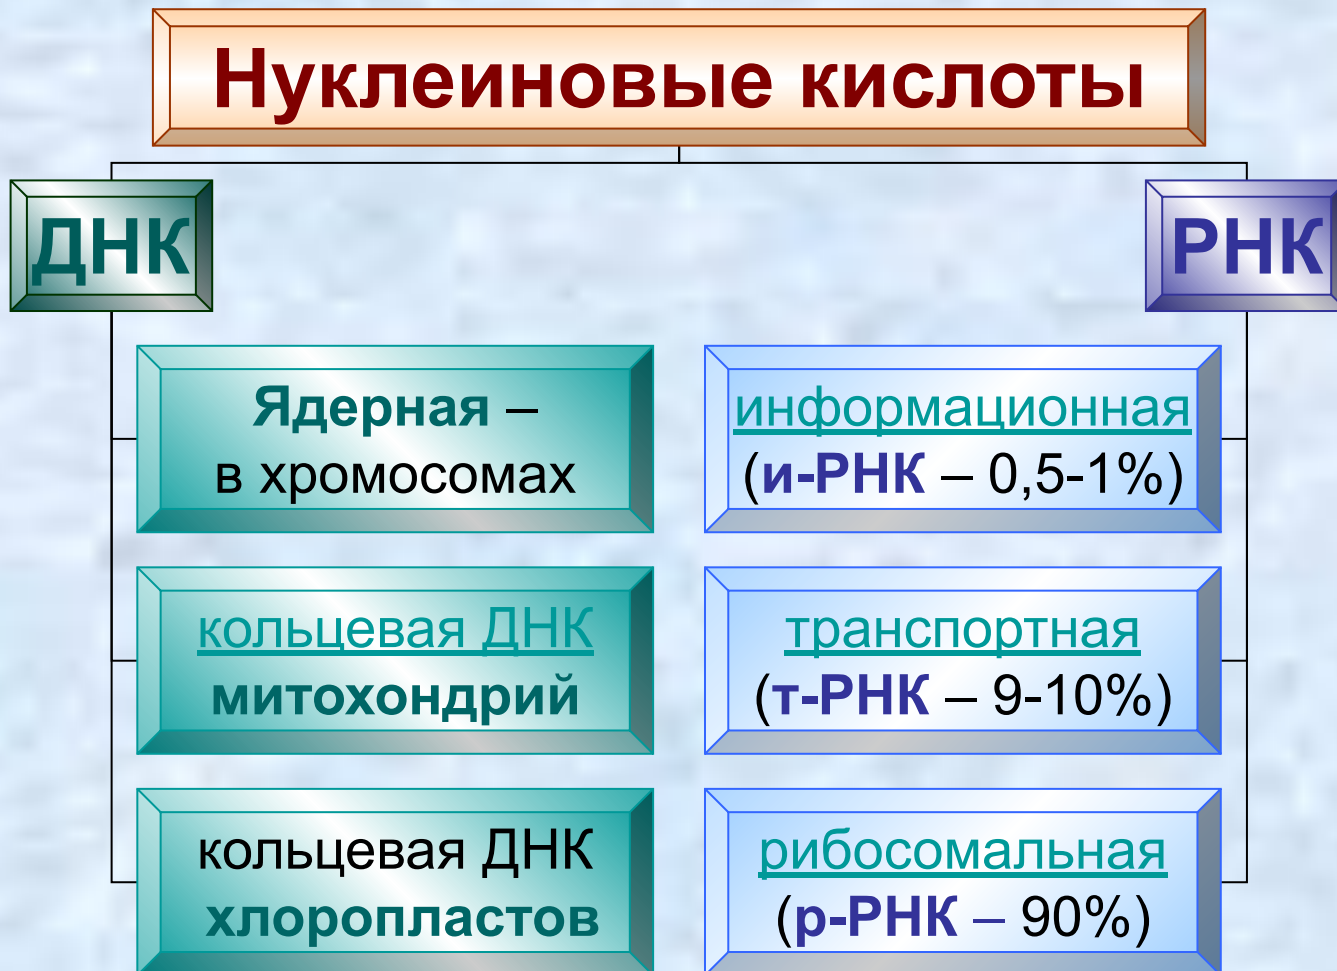 Нуклеиновые кислоты
ДНК
РНК
Ядерная –
в хромосомах
кольцевая ДНК
митохондрий
кольцевая ДНК
хлоропластов
информационная
(и-РНК – 0,5-1%)
транспортная
(т-РНК – 9-10%)
рибосомальная
(р-РНК – 90%)